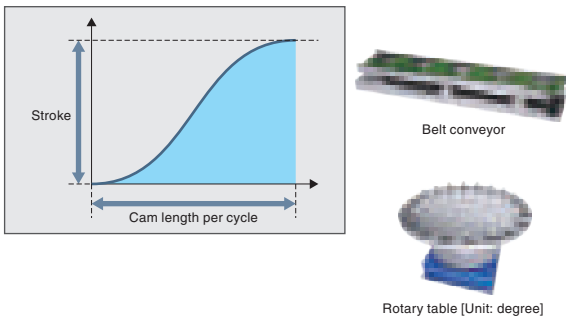 Stroke
Cam length per cycle
Belt conveyor
Rotary table [Unit: degree]